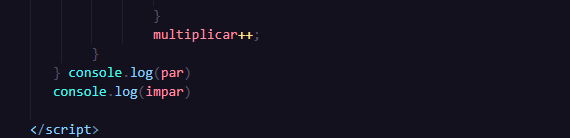 }
multiplicar++;
}
} console.log(par)
console.log(impar)
</script>